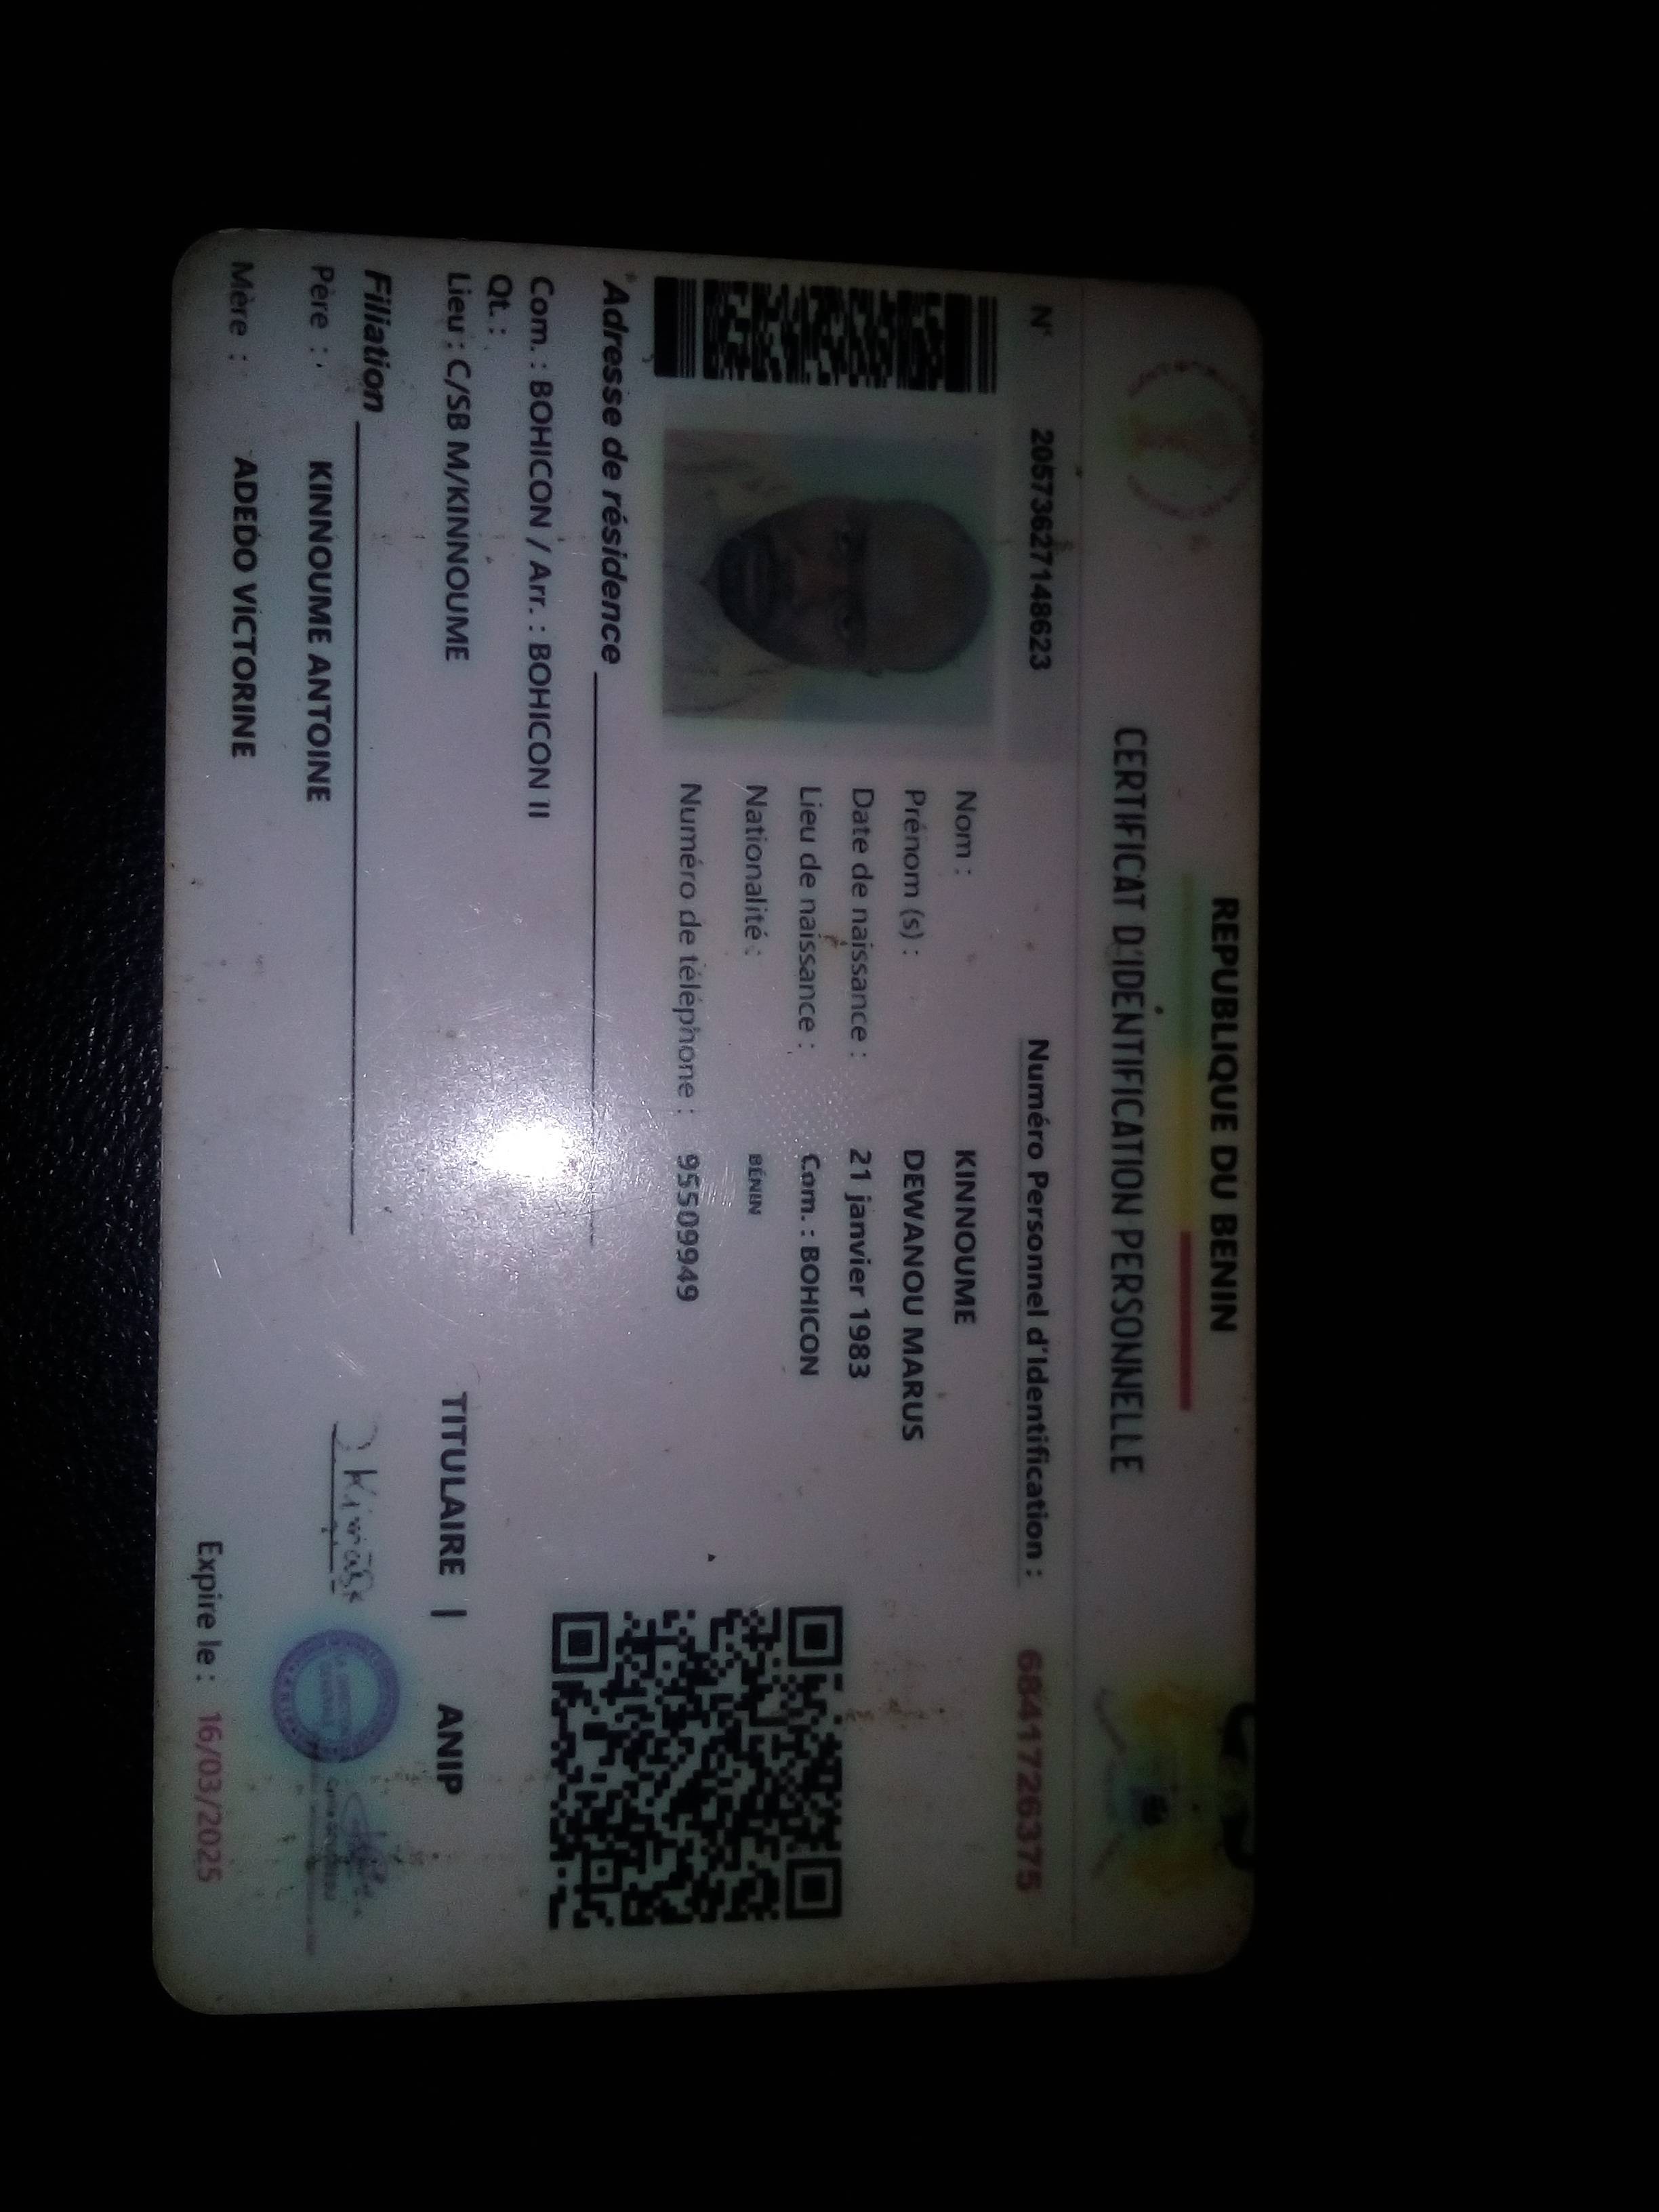 REPUBLIQUE DU BENIN
CERTIFICAT D'IDENTIFICATION PERSONNELLE
N° 20573627148623 Numéro Personnel d'Identification : 6841726375
Nom : KINNOUME
Prénom (s) : DEWANOU MARUS
Date de naissance : 21 janvier 1983
Lieu de naissance : Com. : BOHICON
Nationalité : BÉNIN
Numéro de téléphone : 95509949
Adresse de résidence
Com. : BOHICON / Arr. : BOHICON II
Qt. :
Lieu : C/SB M/KINNOUME
Filiation
Père : KINNOUME ANTOINE
Mère : ADEDO VICTORINE
TITULAIRE | ANIP
Expire le : 16/03/2025